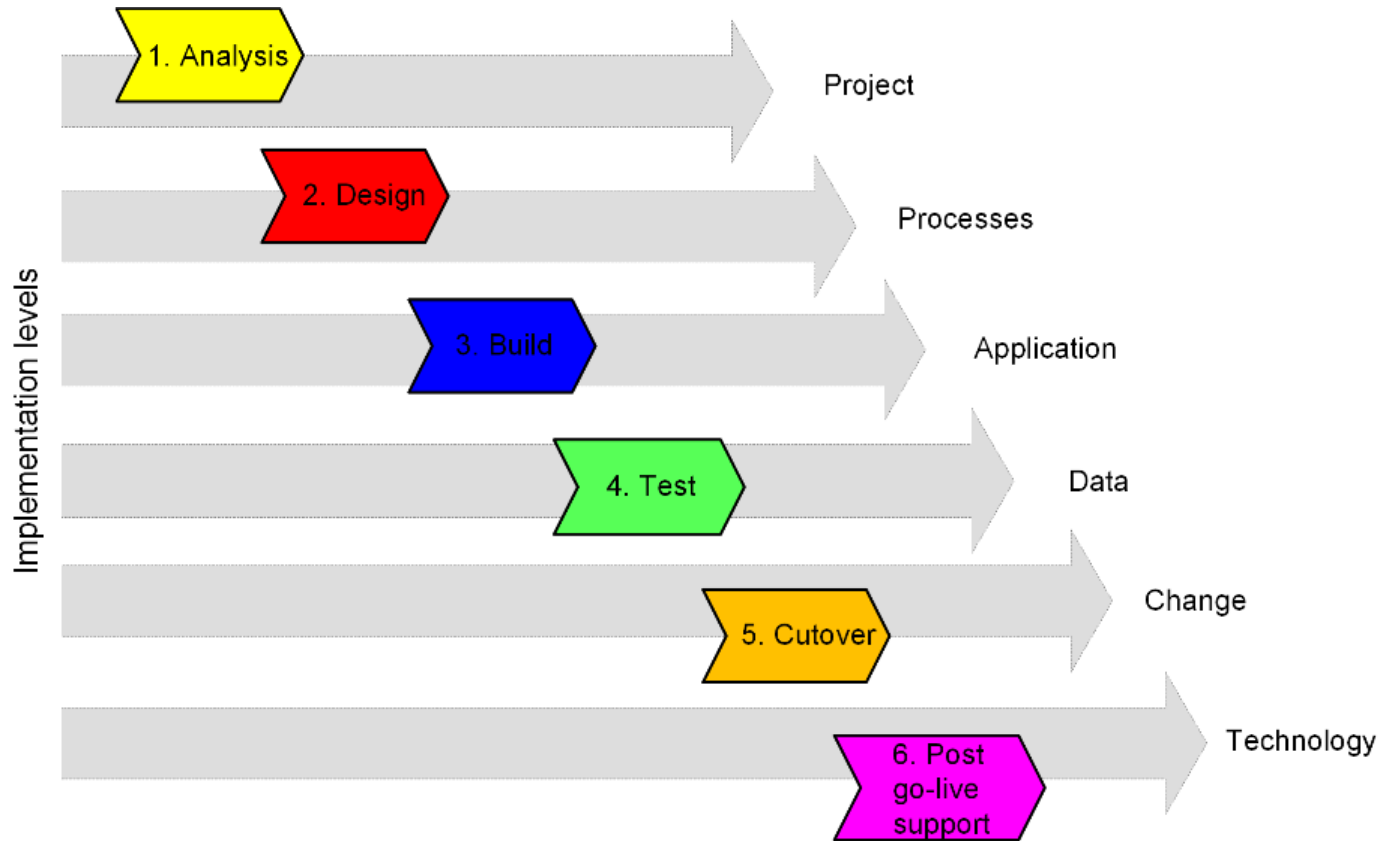 1. Analysis
Project
2. Design
Processes
3. Build
Application
Implementation levels
4. Test
Data
Change
5. Cutover
Technology
6. Post
go-live
support